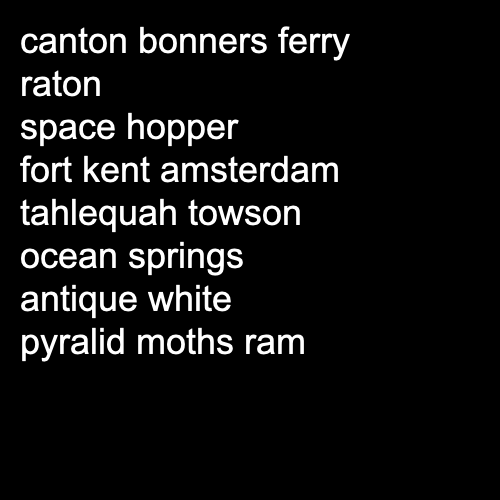 canton bonners ferry
raton
space hopper
fort kent amsterdam
tahlequah towson
ocean springs
antique white
pyralid moths ram